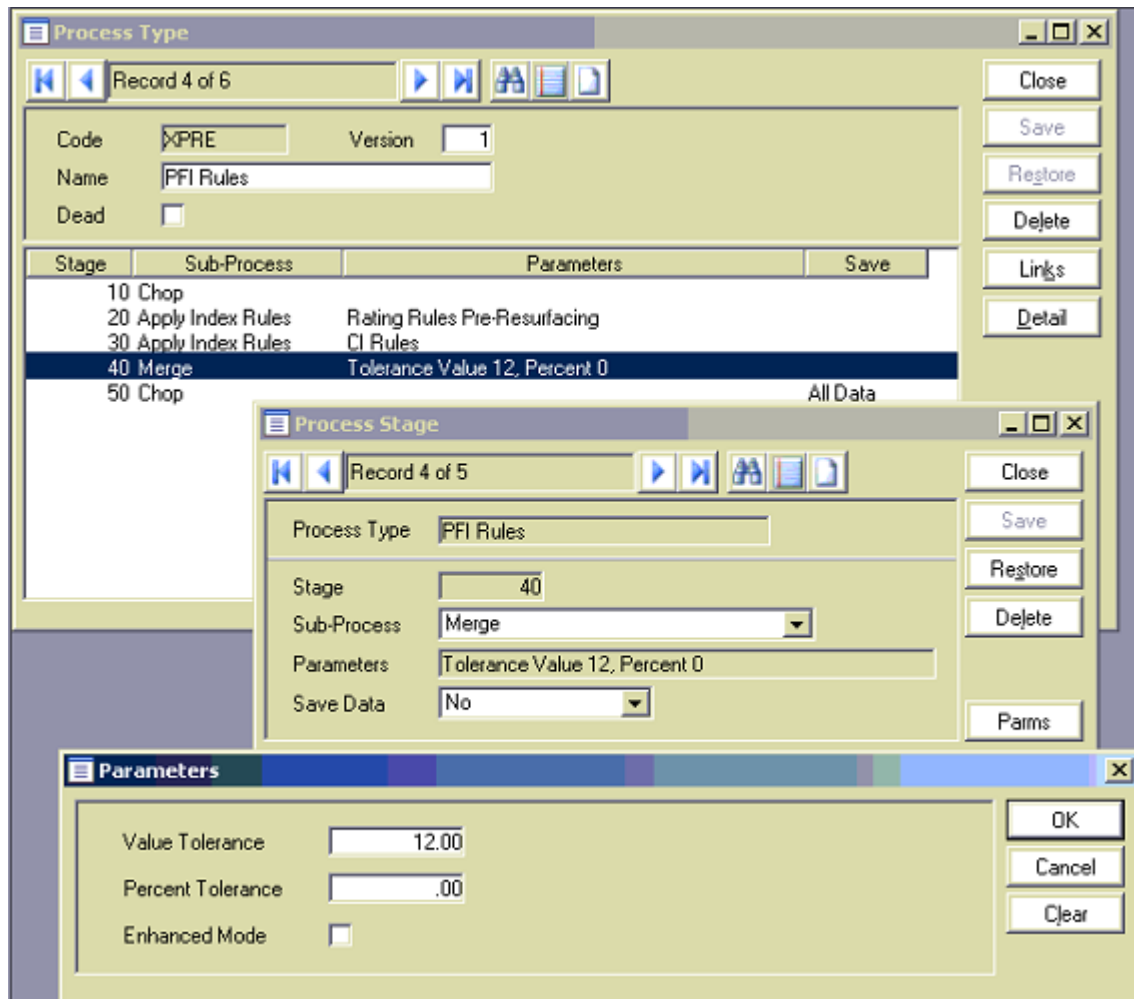 Process Type
Record 4 of 6
Close
Code XPRE Version 1
Save
Name PFI Rules
Restore
Dead
Delete
Stage Sub-Process Parameters Save
Links
10 Chop
20 Apply Index Rules Rating Rules Pre-Resurfacing
Detail
30 Apply Index Rules CI Rules
40 Merge Tolerance Value 12, Percent 0
50 Chop All Data
Process Stage
Record 4 of 5
Close
Process Type PFI Rules
Save
Stage 40
Restore
Sub-Process Merge
Delete
Parameters Tolerance Value 12, Percent 0
Save Data No
Parms
Parameters
Value Tolerance 12.00
OK
Percent Tolerance .00
Cancel
Enhanced Mode
Clear